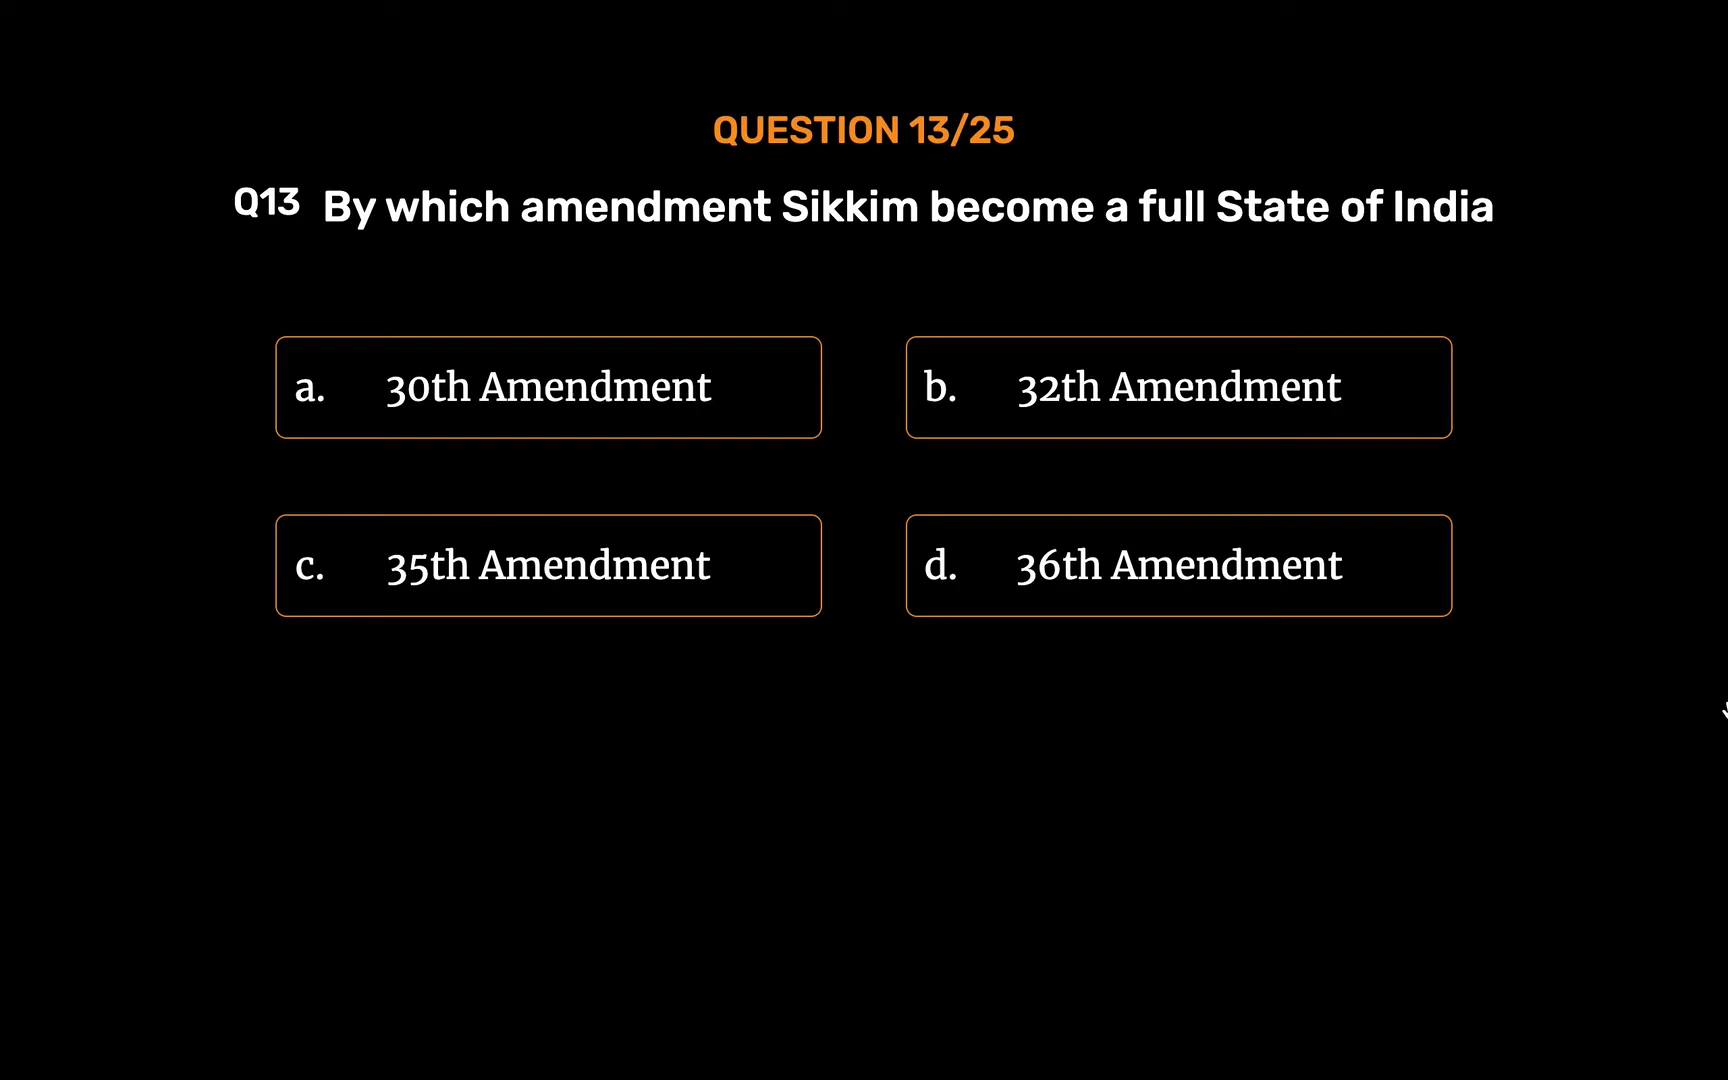 QUESTION 13/25
Q13 By which amendment Sikkim become a full State of India
a. 30th Amendment
b. 32th Amendment
c. 35th Amendment
d. 36th Amendment